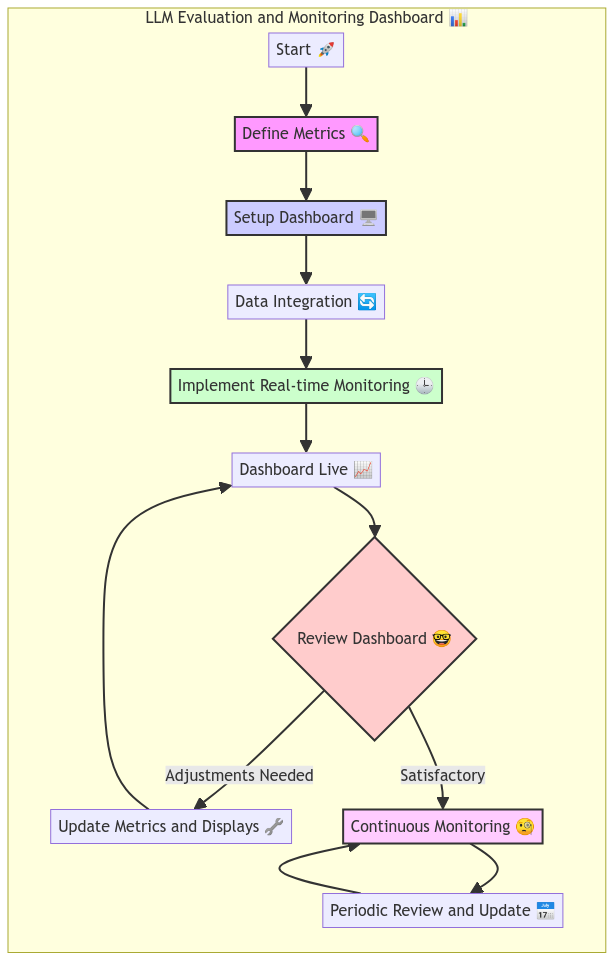 LLM Evaluation and Monitoring Dashboard 📊
Start 🚀
Define Metrics 🔍
Setup Dashboard 🖥️
Data Integration 🔄
Implement Real-time Monitoring 🕒
Dashboard Live 📈
Review Dashboard 🤓
Adjustments Needed
Satisfactory
Update Metrics and Displays 🔧
Continuous Monitoring 🧐
Periodic Review and Update 📅